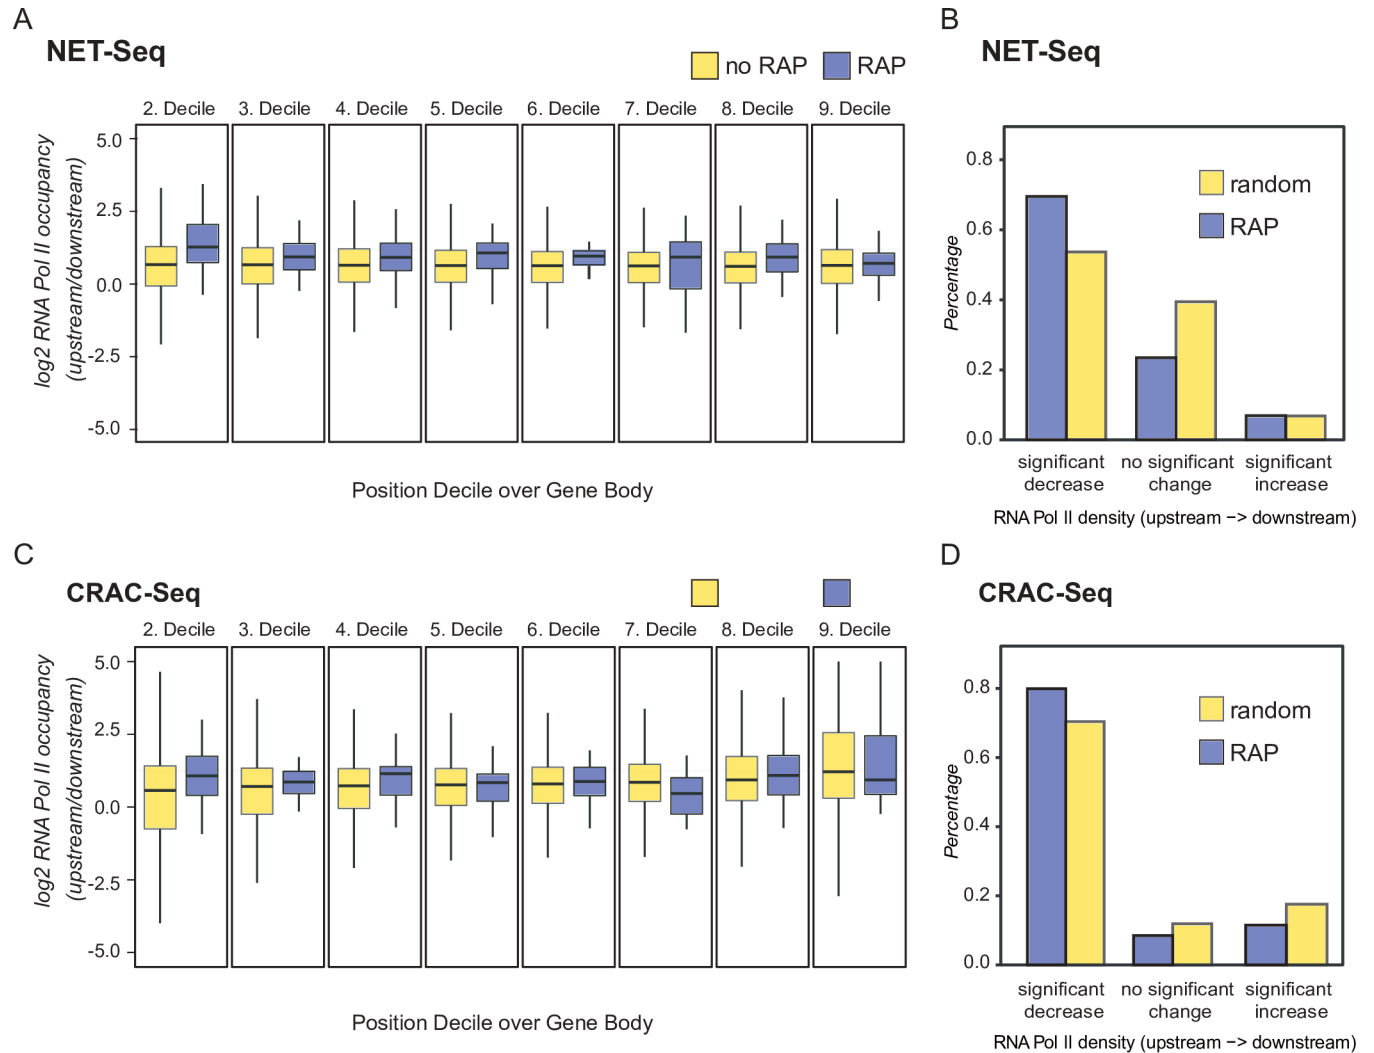 A
NET-Seq
no RAP
RAP
2. Decile
3. Decile
4. Decile
5. Decile
6. Decile
7. Decile
8. Decile
9. Decile
log2 RNA Pol II occupancy
(upstream/downstream)
5.0
2.5
0.0
-2.5
-5.0
Position Decile over Gene Body
B
NET-Seq
Percentage
0.8
0.6
0.4
0.2
0.0
random
RAP
significant
decrease
no significant
change
significant
increase
RNA Pol II density (upstream −> downstream)
C
CRAC-Seq
2. Decile
3. Decile
4. Decile
5. Decile
6. Decile
7. Decile
8. Decile
9. Decile
log2 RNA Pol II occupancy
(upstream/downstream)
5.0
2.5
0.0
-2.5
-5.0
Position Decile over Gene Body
D
CRAC-Seq
Percentage
0.8
0.6
0.4
0.2
0.0
random
RAP
significant
decrease
no significant
change
significant
increase
RNA Pol II density (upstream −> downstream)